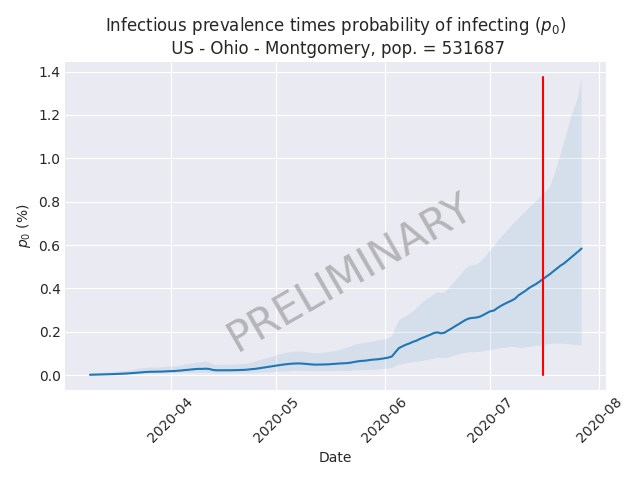 Infectious prevalence times probability of infecting (p₀)
US - Ohio - Montgomery, pop. = 531687
1.4
1.2
1.0
0.8
0.6
0.4
0.2
0.0
p₀ (%)
PRELIMINARY
2020-04
2020-05
2020-06
2020-07
2020-08
Date